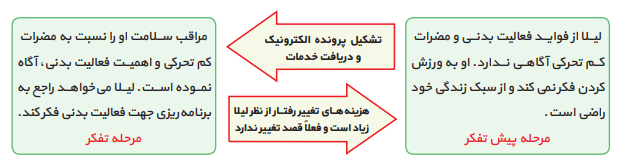 لیلا از فواید فعالیت بدنی و مضرات
کم تحرکی آگاهی ندارد. او به ورزش
کردن فکر نمی کند و از سبک زندگی خود
راضی است.
مرحله پیش تفکر
تشکیل پرونده الکترونیک
و دریافت خدمات
هزینه های تغییر رفتار از نظر لیلا
زیاد است و فعلاً قصد تغییر ندارد
مراقب سلامت او را نسبت به مضرات
کم تحرکی و اهمیت فعالیت بدنی، آگاه
نموده است. لیلا می خواهد راجع به
برنامه ریزی جهت فعالیت بدنی فکر کند.
مرحله تفکر